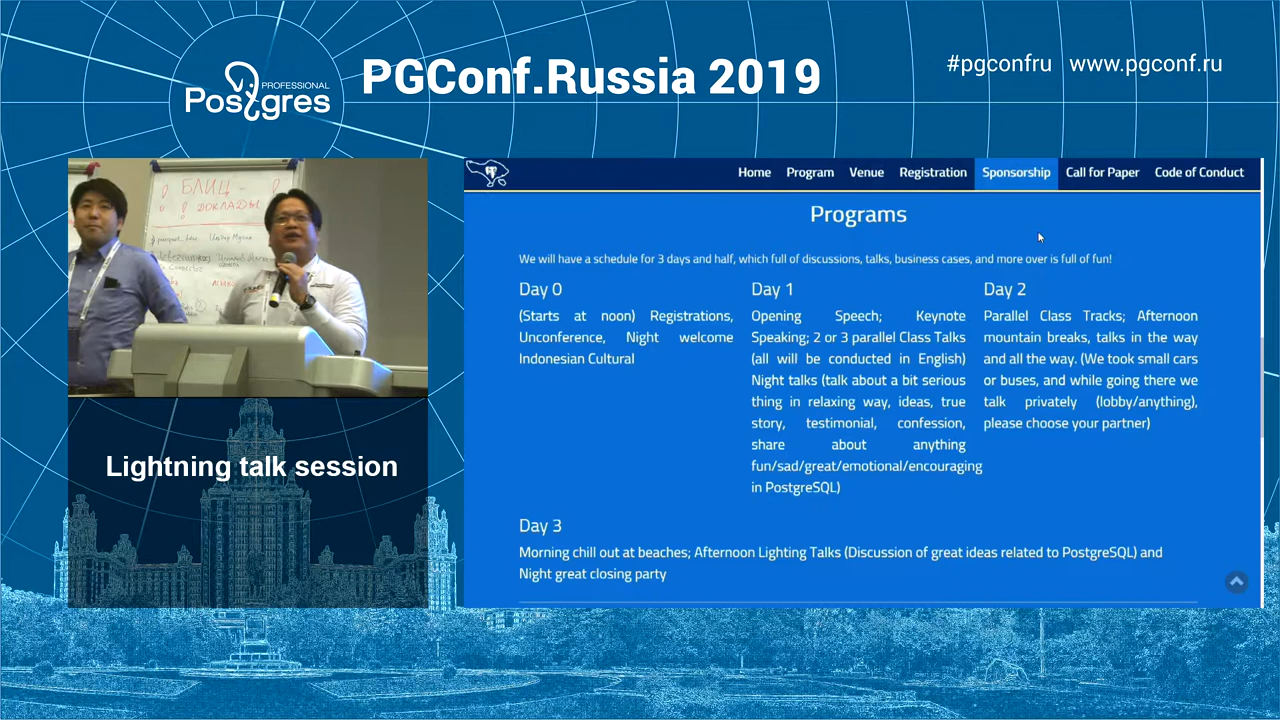 PROFESSIONAL
Postgres
PGConf.Russia 2019
#pgconfru www.pgconf.ru
БЛИЦ -
ДОКЛАДЫ
Lightning talk session
Home Program Venue Registration Sponsorship Call for Paper Code of Conduct
Programs
We will have a schedule for 3 days and half, which full of discussions, talks, business cases, and more over is full of fun!
Day 0
(Starts at noon) Registrations,
Unconference, Night welcome
Indonesian Cultural
Day 1
Opening Speech; Keynote
Speaking; 2 or 3 parallel Class Talks
(all will be conducted in English)
Night talks (talk about a bit serious
thing in relaxing way, ideas, true
story, testimonial, confession,
share about anything
fun/sad/great/emotional/encouraging
in PostgreSQL)
Day 2
Parallel Class Tracks; Afternoon
mountain breaks, talks in the way
and all the way. (We took small cars
or buses, and while going there we
talk privately (lobby/anything),
please choose your partner)
Day 3
Morning chill out at beaches; Afternoon Lighting Talks (Discussion of great ideas related to PostgreSQL) and
Night great closing party